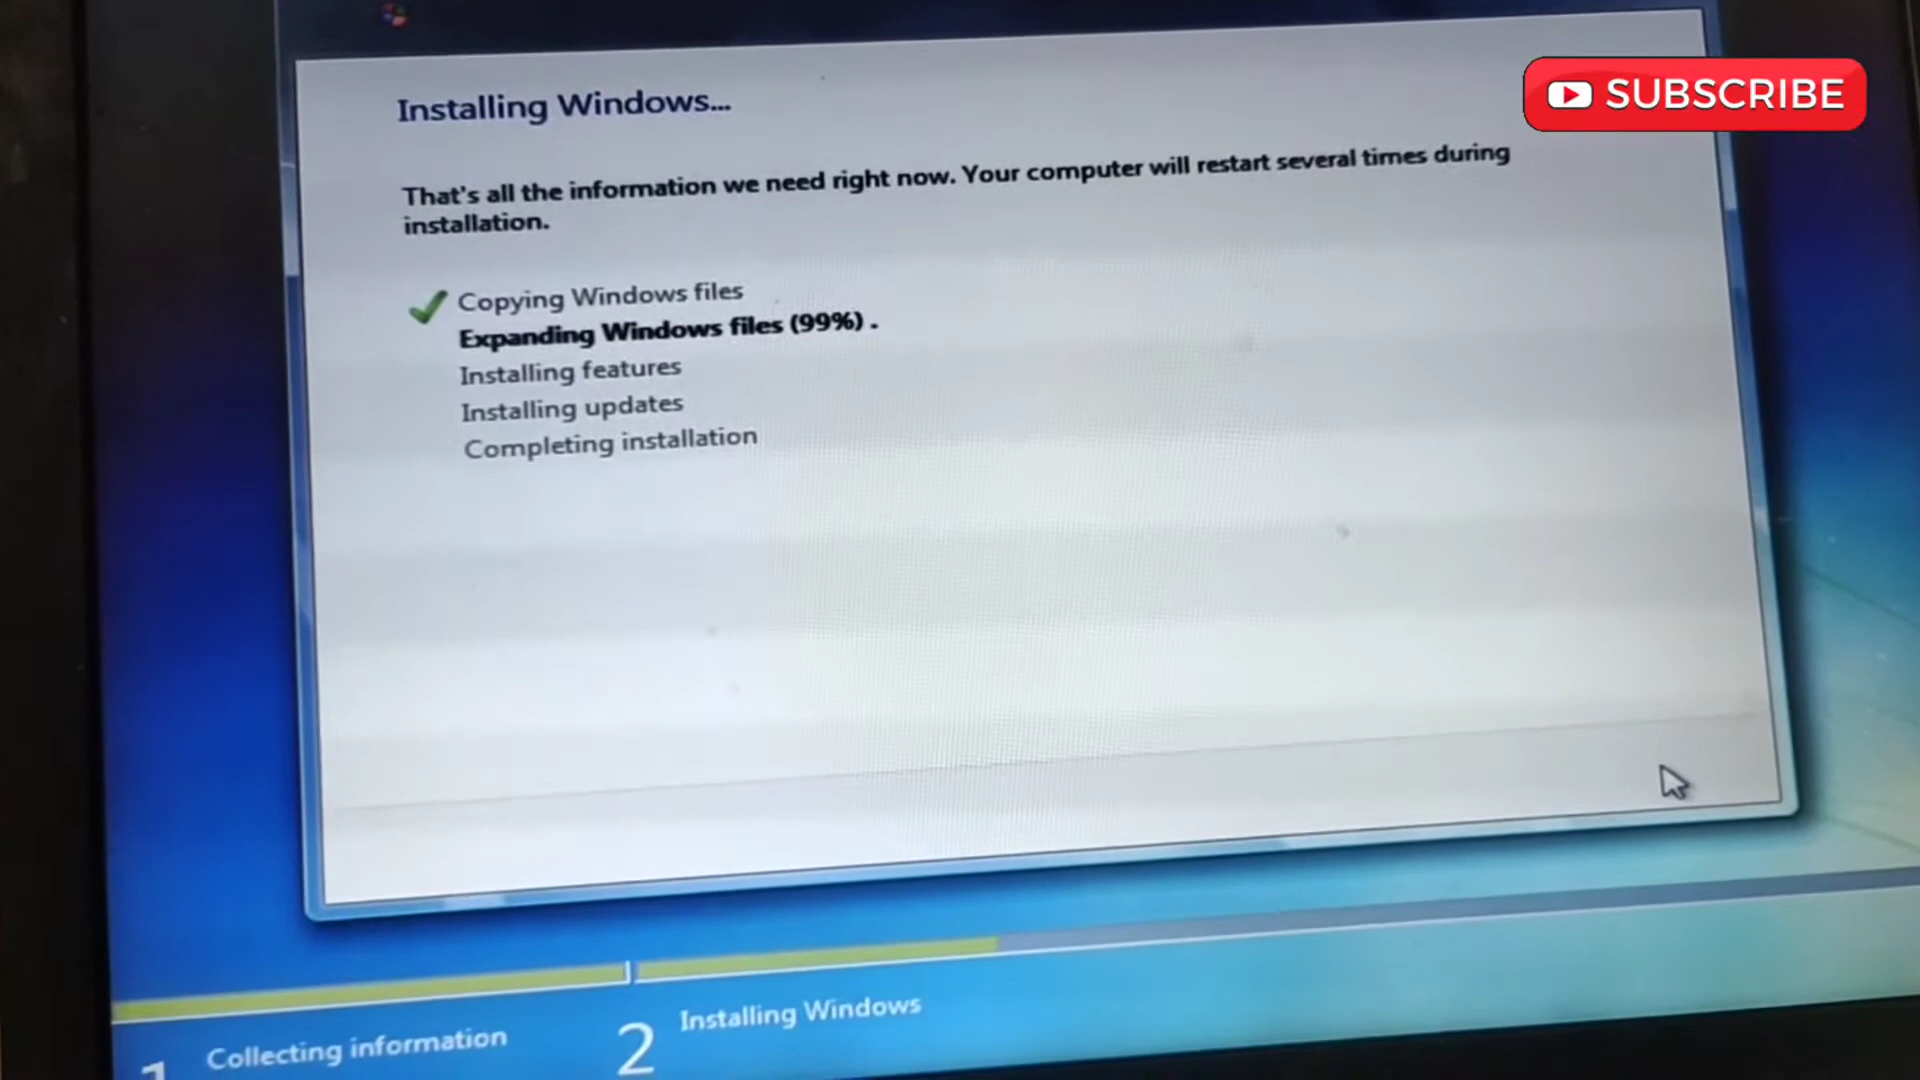 Installing Windows...
SUBSCRIBE
That's all the information we need right now. Your computer will restart several times during
installation.
Copying Windows files
Expanding Windows files (99%) .
Installing features
Installing updates
Completing installation
1 Collecting information
2 Installing Windows